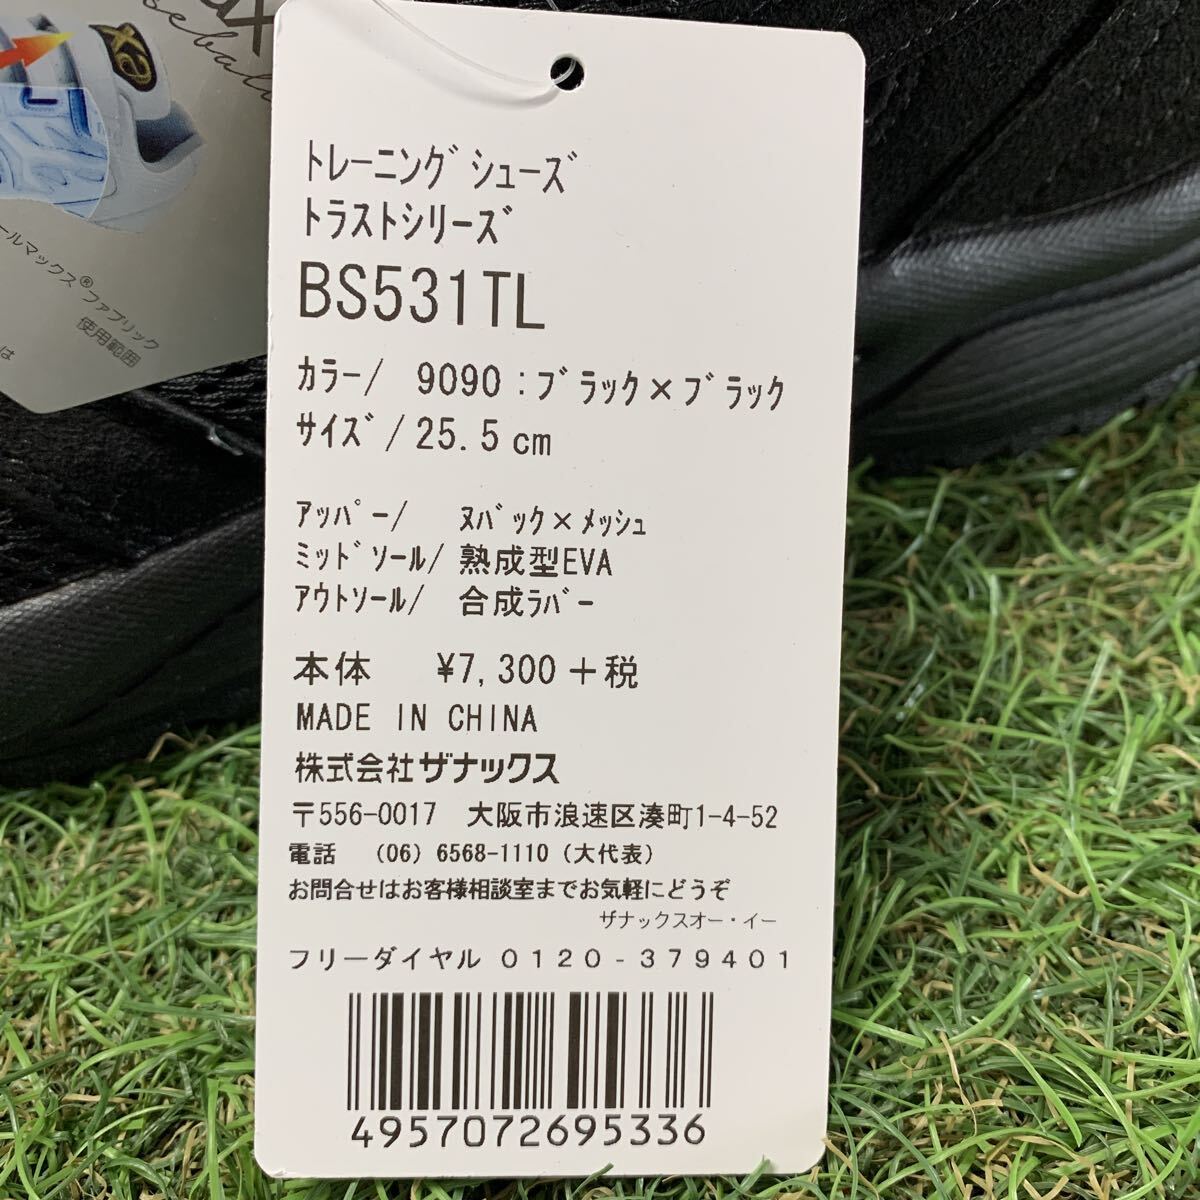 トレーニングシューズ
トラストシリーズ
BS531TL
カラー/ 9090:ブラック×ブラック
サイズ/25.5cm
アッパー/ ヌバック×メッシュ
ミッドソール/ 熟成型EVA
アウトソール/ 合成ラバー
本体 ¥7,300+税
MADE IN CHINA
株式会社ザナックス
〒556-0017 大阪市浪速区湊町1-4-52
電話 (06) 6568-1110 (大代表)
お問合せはお客様相談室までお気軽にどうぞ
ザナックスオー・イー
フリーダイヤル 0120-379401
4957072695336
ールマックス®ファブリック
使用範囲
は